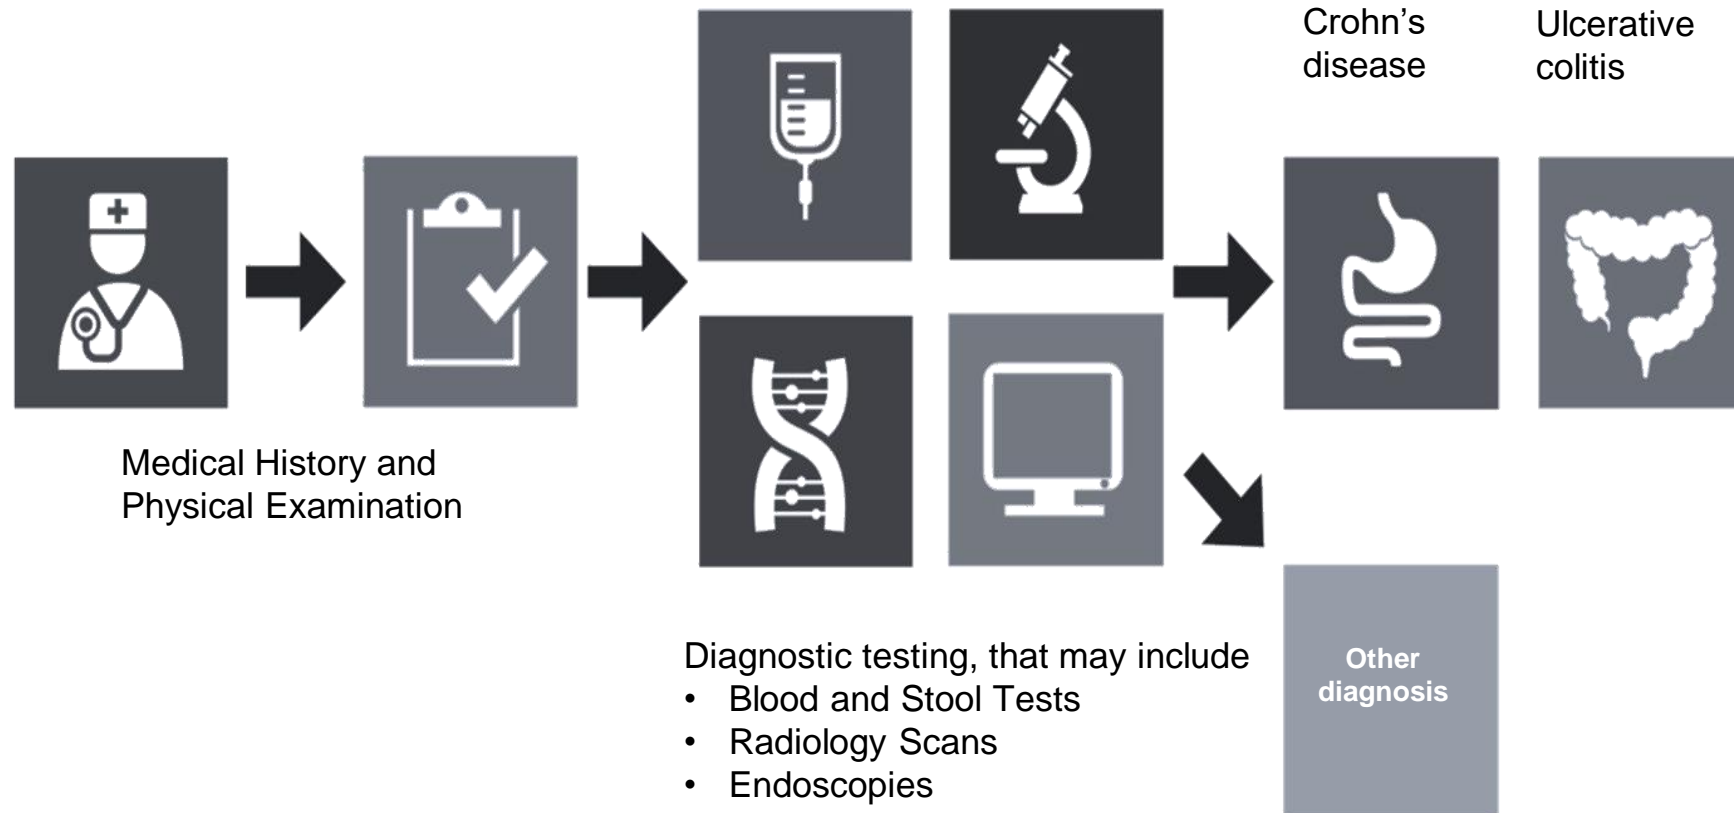 Crohn’s
disease
Ulcerative
colitis
Medical History and
Physical Examination
Diagnostic testing, that may include
• Blood and Stool Tests
• Radiology Scans
• Endoscopies
Other
diagnosis